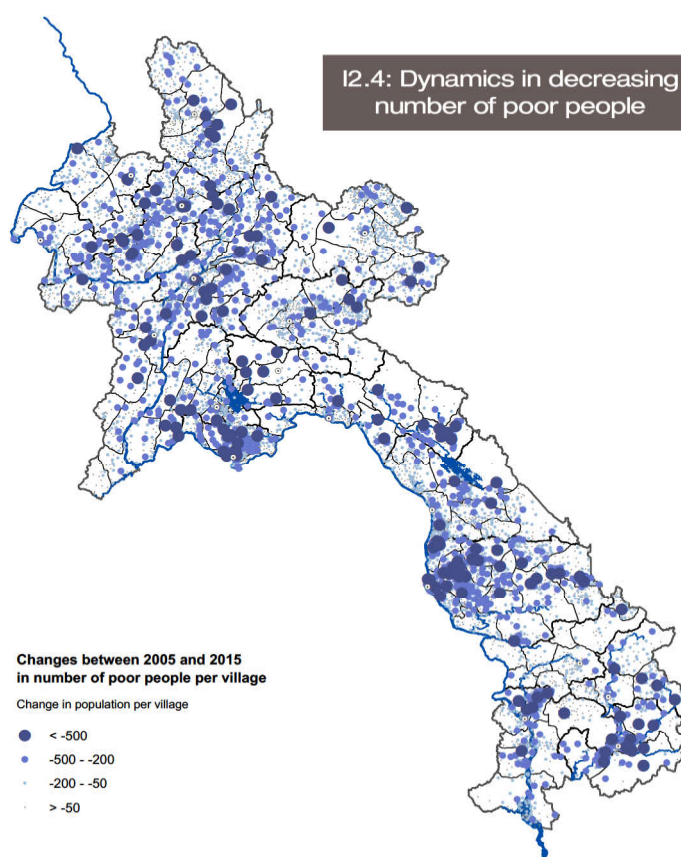 I2.4: Dynamics in decreasing
number of poor people
Changes between 2005 and 2015
in number of poor people per village
Change in population per village
< -500
-500 - -200
-200 - -50
> -50